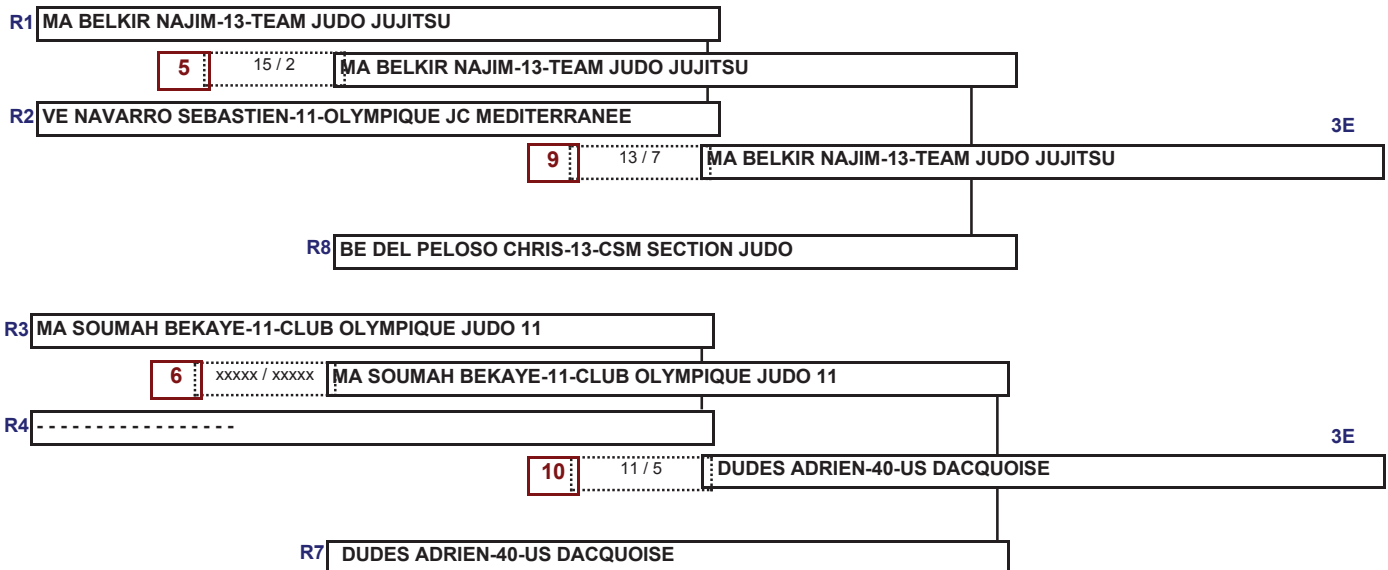 R1 MA BELKIR NAJIM-13-TEAM JUDO JUJITSU
5 15 / 2 MA BELKIR NAJIM-13-TEAM JUDO JUJITSU
R2 VE NAVARRO SEBASTIEN-11-OLYMPIQUE JC MEDITERRANEE
3E
9 13 / 7 MA BELKIR NAJIM-13-TEAM JUDO JUJITSU
R8 BE DEL PELOSO CHRIS-13-CSM SECTION JUDO
R3 MA SOUMAH BEKAYE-11-CLUB OLYMPIQUE JUDO 11
6 xxxxx / xxxxx MA SOUMAH BEKAYE-11-CLUB OLYMPIQUE JUDO 11
R4 - - - - - - - - - - - - - - - - -
3E
10 11 / 5 DUDES ADRIEN-40-US DACQUOISE
R7 DUDES ADRIEN-40-US DACQUOISE